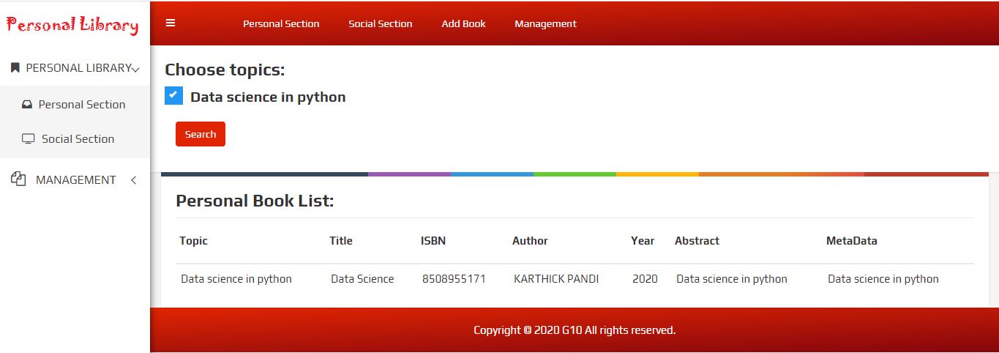 Personal Library
Personal Section Social Section Add Book Management
PERSONAL LIBRARY
Personal Section
Social Section
MANAGEMENT
Choose topics:
Data science in python
Search
Personal Book List:
Topic Title ISBN Author Year Abstract MetaData
Data science in python Data Science 8508955171 KARTHICK PANDI 2020 Data science in python Data science in python
Copyright © 2020 G10 All rights reserved.